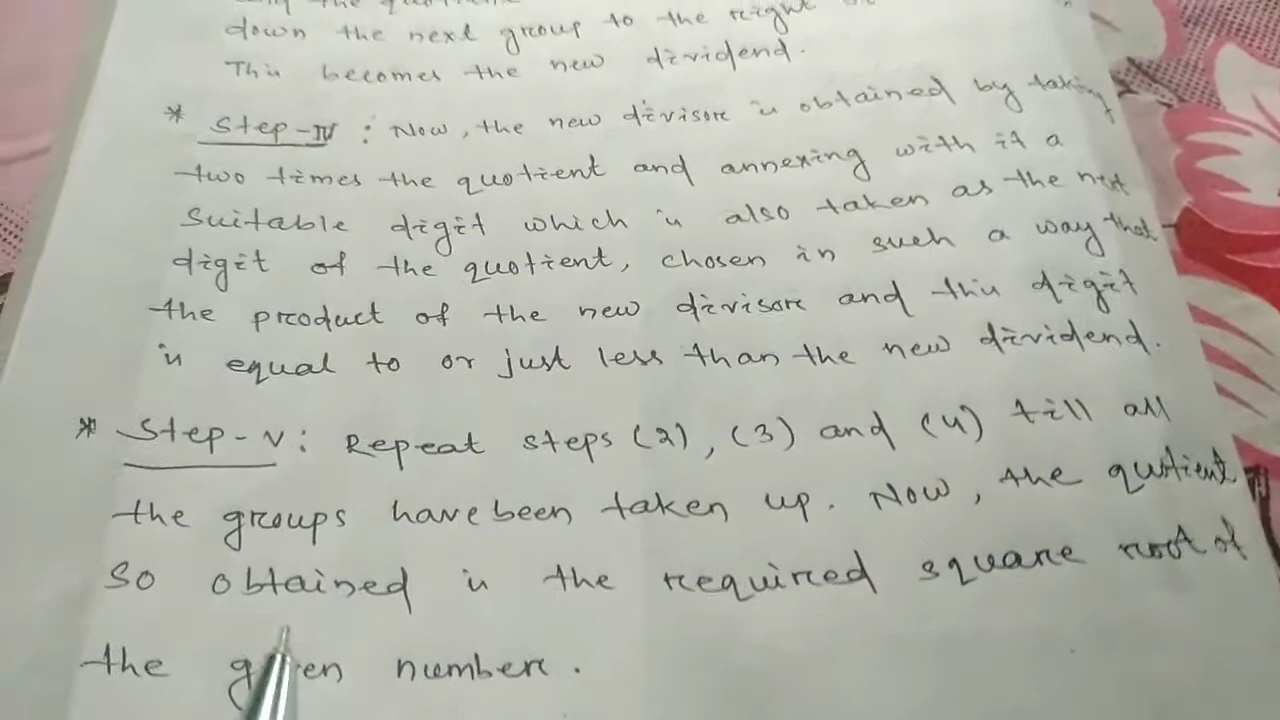 the
down the next group to the right
This becomes the new dividend.
* Step-IV : Now, the new divisor is obtained by taking
two times the quotient and annexing with it a
suitable digit which is also taken as the next
digit of the quotient, chosen in such a way that
the product of the new divisor and this digit
is equal to or just less than the new dividend.
* Step-V : Repeat steps (2), (3) and (4) till all
the groups have been taken up. Now, the quotient
so obtained is the required square root of
the given number.